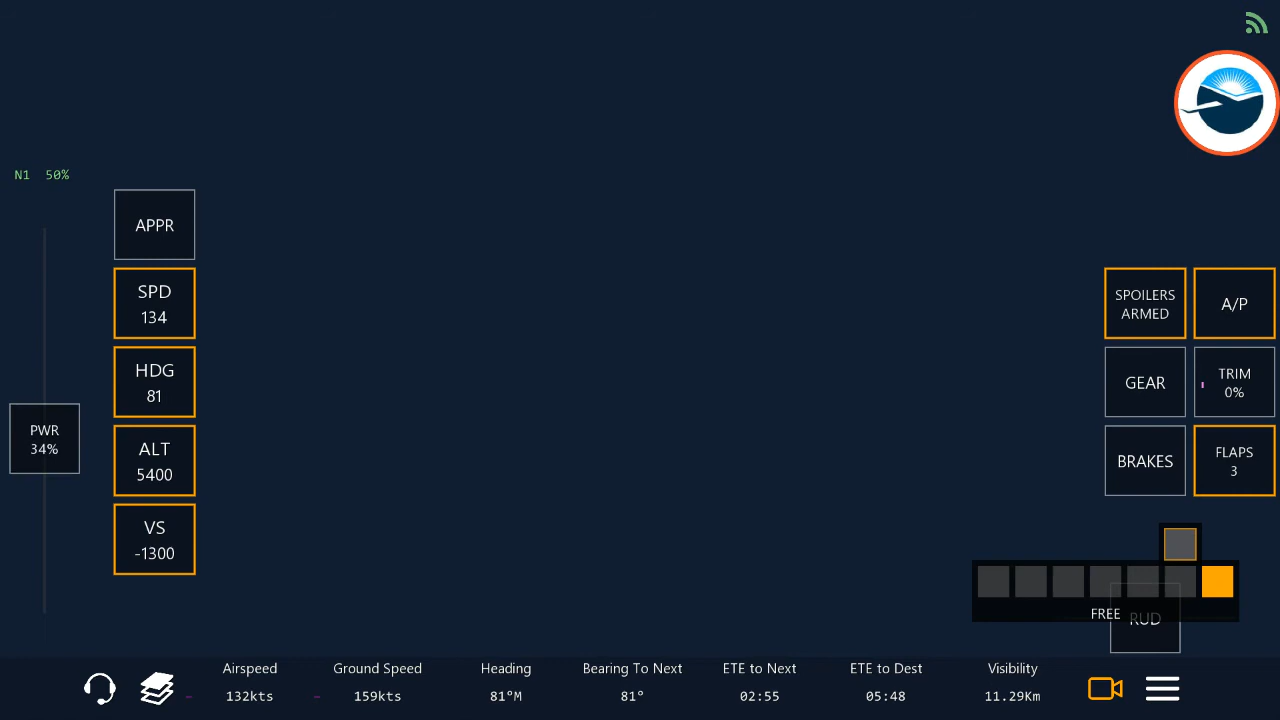 N1 50%
APPR
SPD
134
HDG
81
ALT
5400
VS
-1300
PWR
34%
SPOILERS
ARMED
A/P
GEAR
TRIM
0%
BRAKES
FLAPS
3
FREE
RUD
Airspeed
132kts
Ground Speed
159kts
Heading
81°M
Bearing To Next
81°
ETE to Next
02:55
ETE to Dest
05:48
Visibility
11.29Km